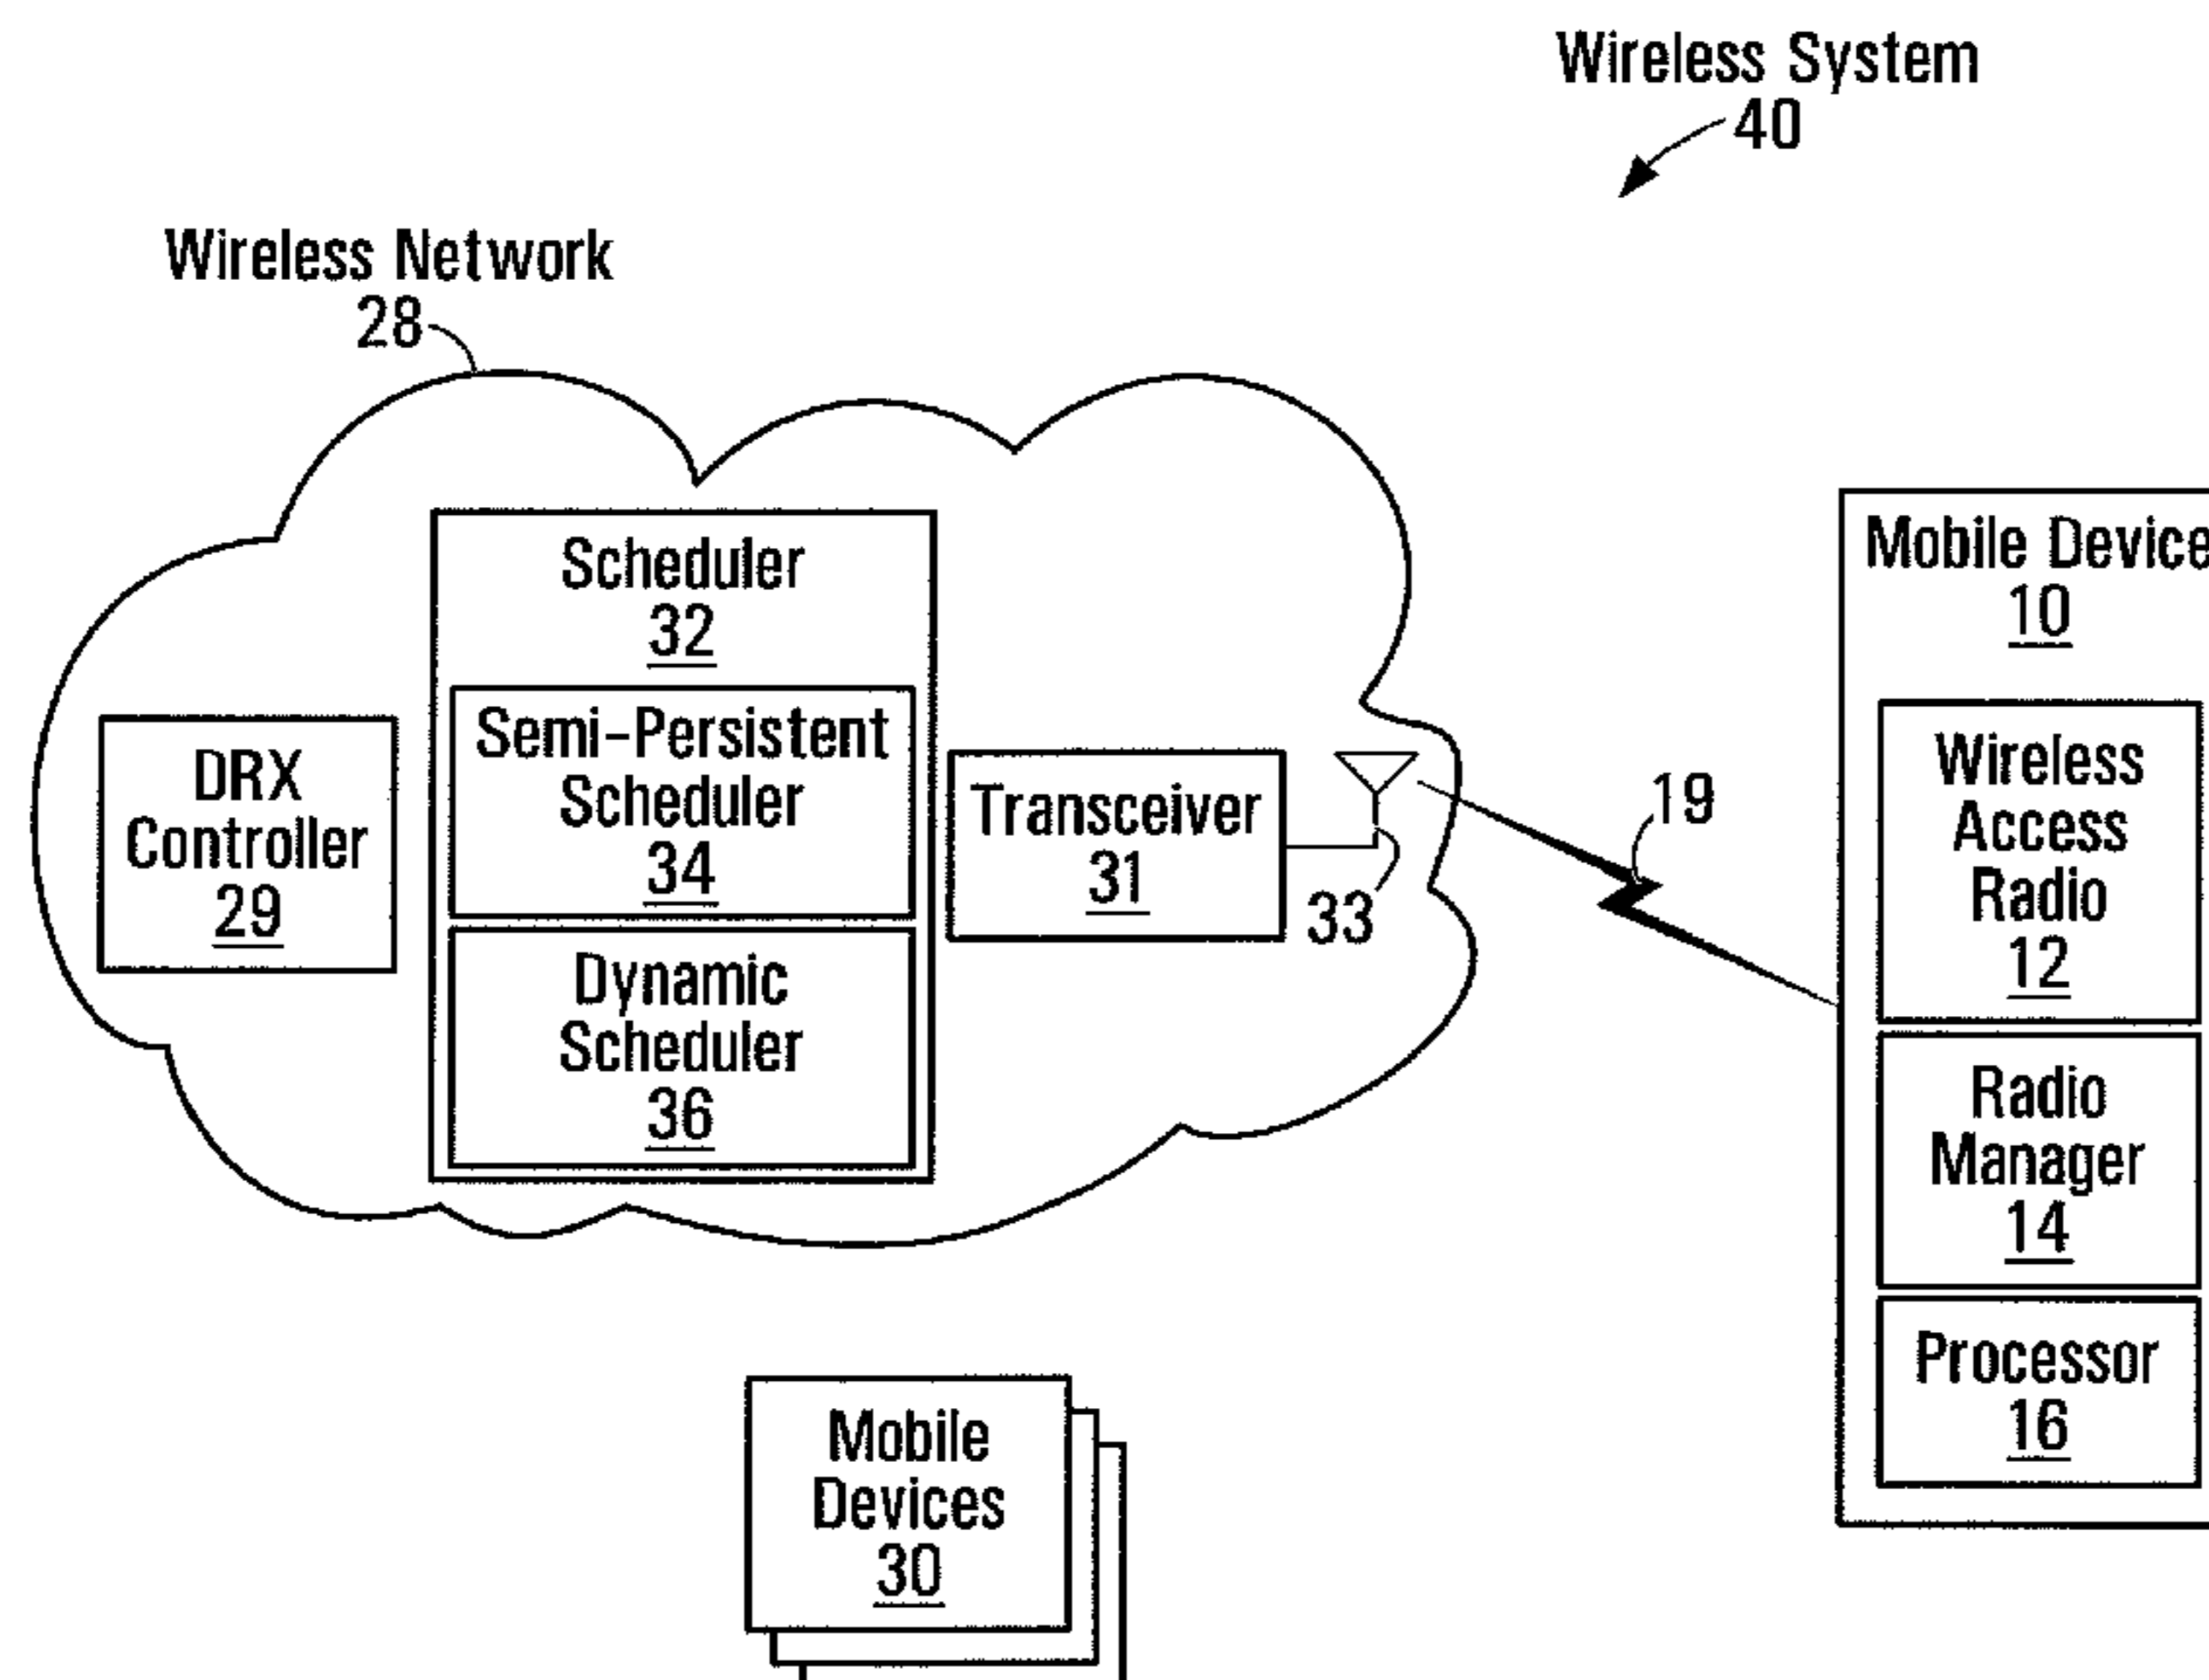 Wireless System
40
Wireless Network
28
Scheduler
32
Semi-Persistent
Scheduler
34
Dynamic
Scheduler
36
DRX
Controller
29
Transceiver
31
33
19
Mobile Device
10
Wireless
Access
Radio
12
Radio
Manager
14
Processor
16
Mobile
Devices
30